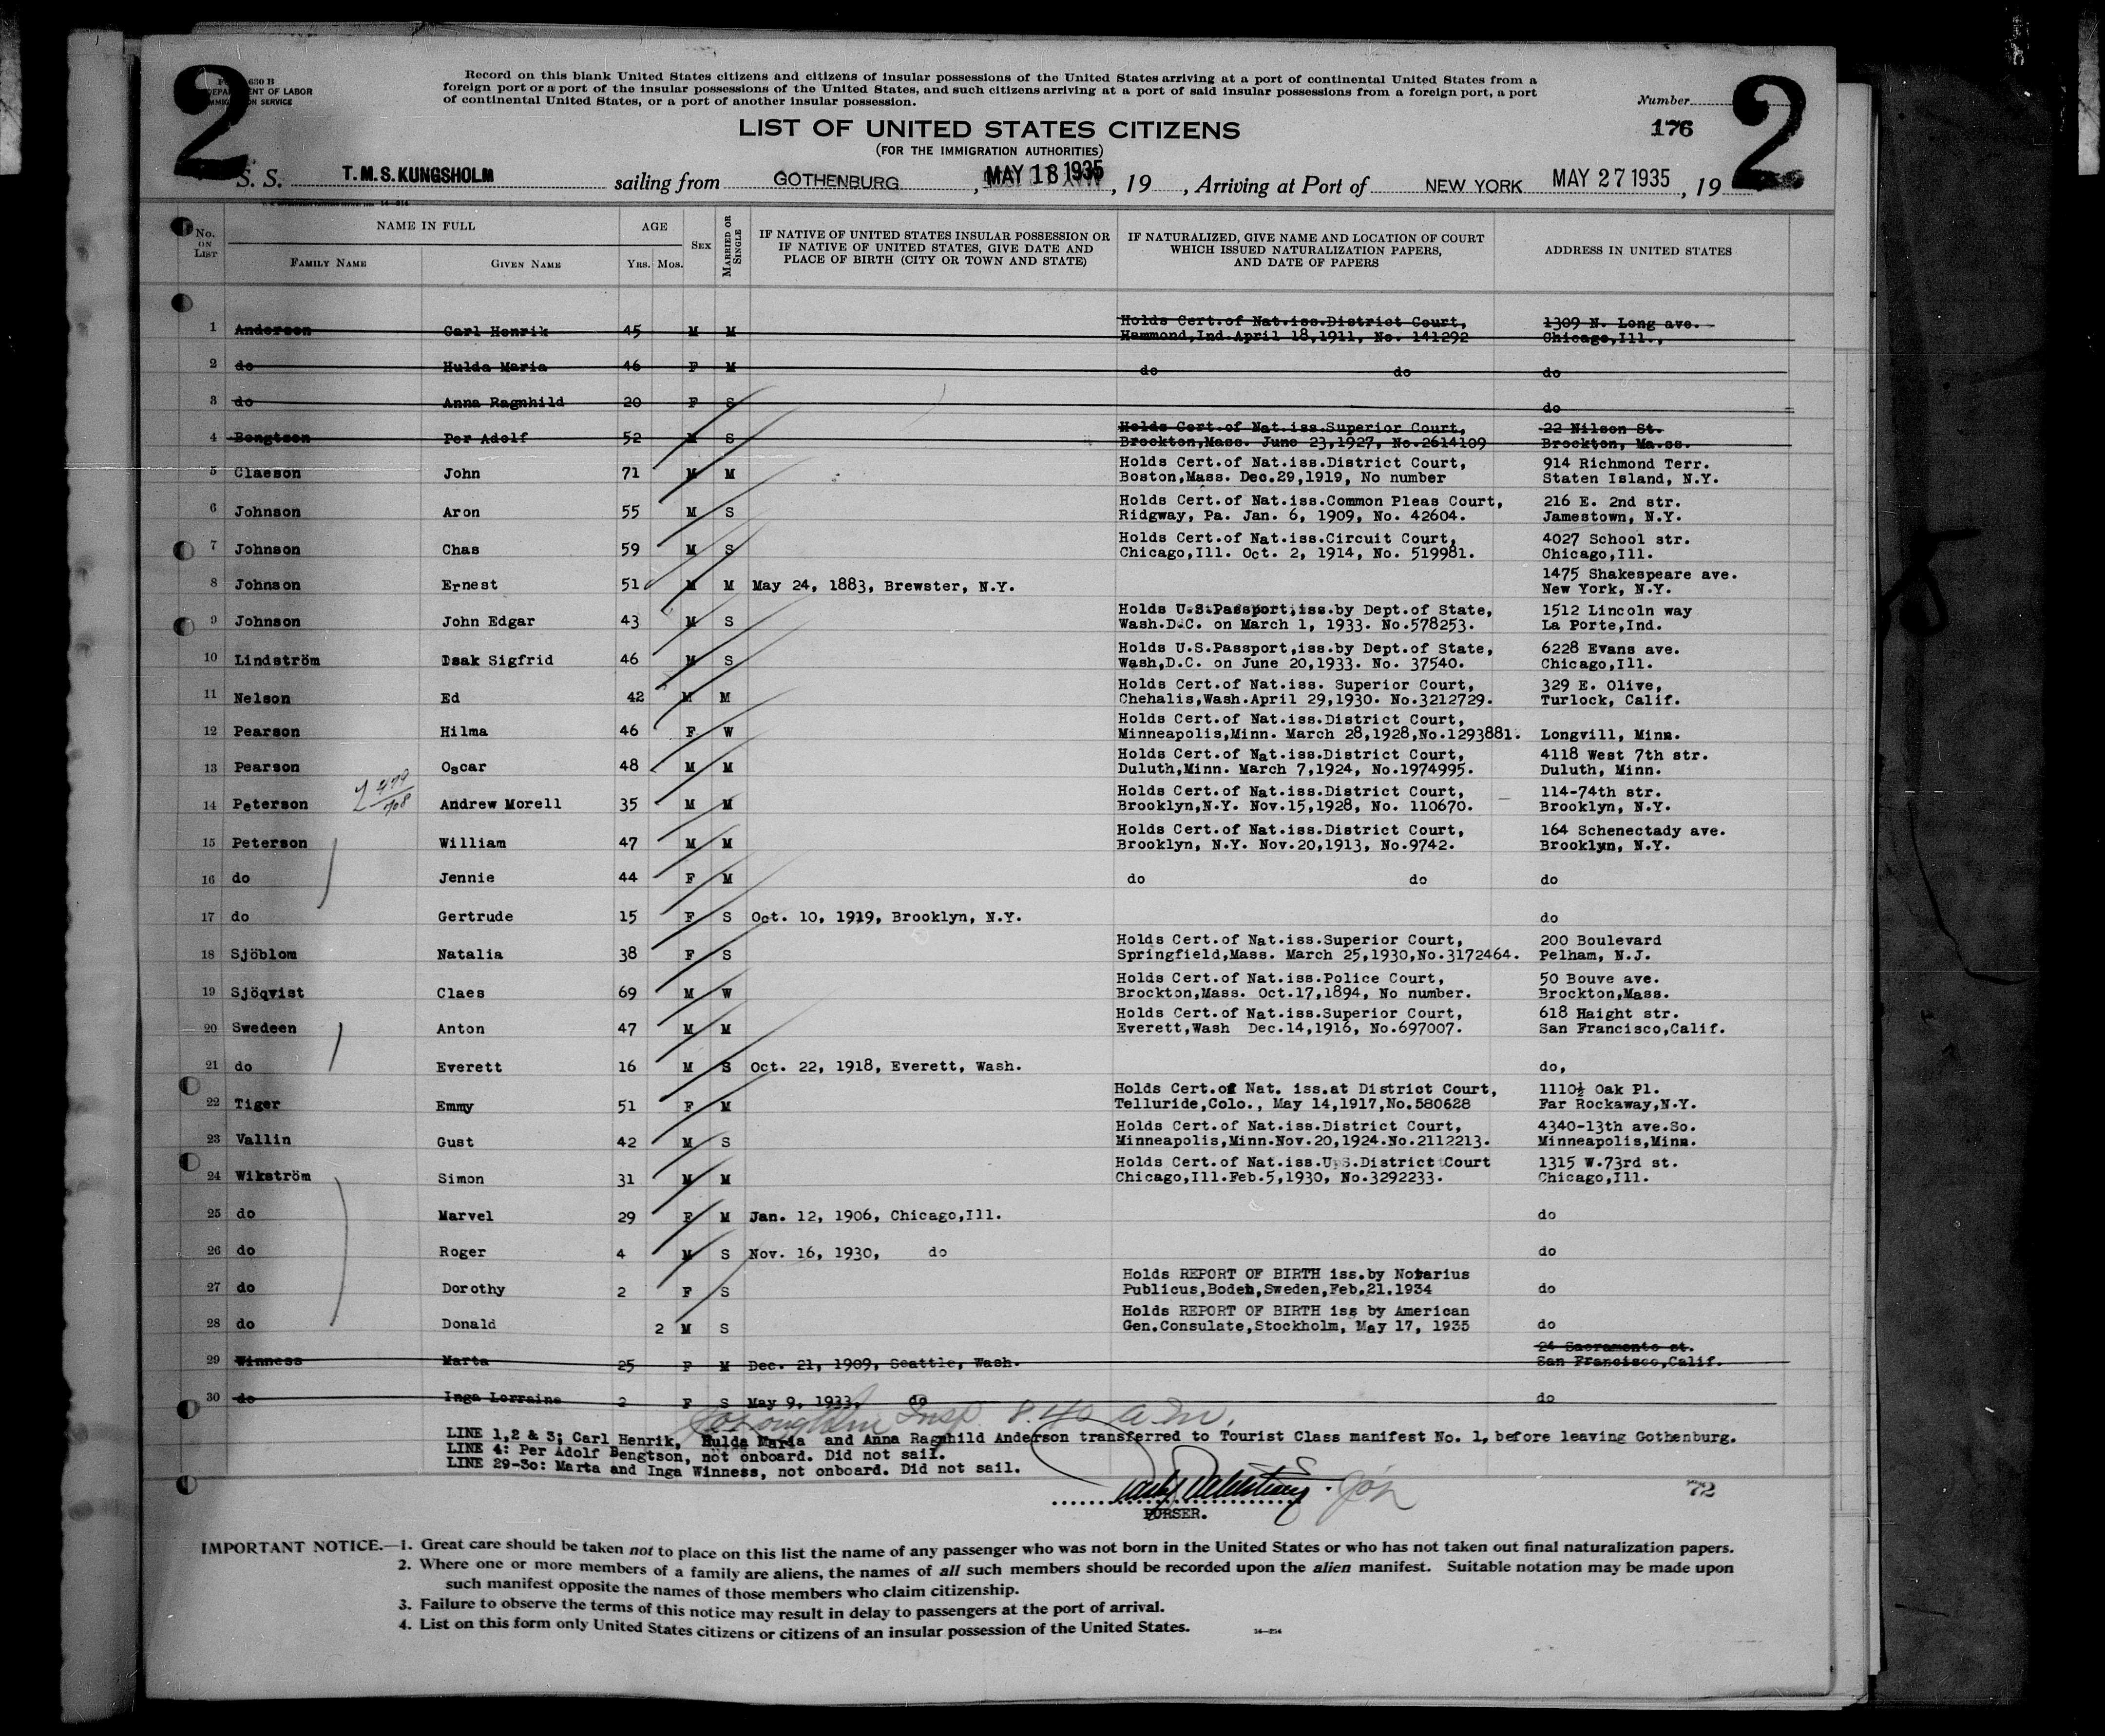 2 2
630 B
DEPARTMENT OF LABOR
IMMIGRATION SERVICE
Record on this blank United States citizens and citizens of insular possessions of the United States arriving at a port of continental United States from a
foreign port or a port of the insular possessions of the United States, and such citizens arriving at a port of said insular possessions from a foreign port, a port
of continental United States, or a port of another insular possession.
Number
176
LIST OF UNITED STATES CITIZENS
(FOR THE IMMIGRATION AUTHORITIES)
S. S. T.M.S. KUNGSHOLM sailing from GOTHENBURG, MAY 18 1935, 19 , Arriving at Port of NEW YORK MAY 27 1935, 19
No. ON LIST NAME IN FULL AGE SEX MARRIED OR SINGLE IF NATIVE OF UNITED STATES INSULAR POSSESSION OR IF NATIVE OF UNITED STATES, GIVE DATE AND PLACE OF BIRTH (CITY OR TOWN AND STATE) IF NATURALIZED, GIVE NAME AND LOCATION OF COURT WHICH ISSUED NATURALIZATION PAPERS, AND DATE OF PAPERS ADDRESS IN UNITED STATES
FAMILY NAME GIVEN NAME YRS. MOS.
Holds Cert.of Nat.iss.District Court, 1309 N. Long ave.
1 Anderson Carl Henrik 45 M M Hammond,Ind.April 18,1911, No. 141292 Chicago,Ill.,
2 do Hulda Maria 46 F M do do do
3 do Anna Ragnhild 20 F S do
Holds Cert.of Nat.iss.Superior Court, 22 Nilson St.
4 Bengtson Per Adolf 52 M S Brockton,Mass. June 23,1927, No.2614109 Brockton, Ma.ss.
Holds Cert.of Nat.iss.District Court, 914 Richmond Terr.
5 Claeson John 71 M M Boston,Mass. Dec.29,1919, No number Staten Island, N.Y.
Holds Cert.of Nat.iss.Common Pleas Court, 216 E. 2nd str.
6 Johnson Aron 55 M S Ridgway, Pa. Jan. 6, 1909, No. 42604. Jamestown, N.Y.
Holds Cert.of Nat.iss.Circuit Court, 4027 School str.
7 Johnson Chas 59 M S Chicago,Ill. Oct. 2, 1914, No. 519981. Chicago,Ill.
1475 Shakespeare ave.
8 Johnson Ernest 51 M M May 24, 1883, Brewster, N.Y. New York, N.Y.
Holds U.S.Passport,iss.by Dept.of State, 1512 Lincoln way
9 Johnson John Edgar 43 M S Wash.D.C. on March 1, 1933. No.578253. La Porte,Ind.
Holds U.S.Passport,iss.by Dept.of State, 6228 Evans ave.
10 Lindström Isak Sigfrid 46 M S Wash,D.C. on June 20,1933. No. 37540. Chicago,Ill.
Holds Cert.of Nat.iss. Superior Court, 329 E. Olive,
11 Nelson Ed 42 M M Chehalis,Wash.April 29,1930. No.3212729. Turlock, Calif.
Holds Cert.of Nat.iss.District Court,
12 Pearson Hilma 46 F W Minneapolis,Minn. March 28,1928,No.1293881. Longvill, Minn.
Holds Cert.of Nat.iss.District Court, 4118 West 7th str.
13 Pearson Oscar 48 M M Duluth,Minn. March 7,1924, No.1974995. Duluth, Minn.
Holds Cert.of Nat.iss.District Court, 114-74th str.
14 Peterson Andrew Morell 35 M M Brooklyn,N.Y. Nov.15,1928, No. 110670. Brooklyn, N.Y.
Holds Cert.of Nat.iss.District Court, 164 Schenectady ave.
15 Peterson William 47 M M Brooklyn, N.Y. Nov.20,1913, No.9742. Brooklyn, N.Y.
16 do Jennie 44 F M do do do
17 do Gertrude 15 F S Oct. 10, 1919, Brooklyn, N.Y. do
Holds Cert.of Nat.iss.Superior Court, 200 Boulevard
18 Sjöblom Natalia 38 F S Springfield,Mass. March 25,1930,No.3172464. Pelham, N.J.
Holds Cert.of Nat.iss.Police Court, 50 Bouve ave.
19 Sjöqvist Claes 69 M W Brockton,Mass. Oct.17,1894, No number. Brockton,Mass.
Holds Cert.of Nat.iss.Superior Court, 618 Haight str.
20 Swedeen Anton 47 M M Everett,Wash Dec.14,1916, No.697007. San Francisco,Calif.
21 do Everett 16 M S Oct. 22, 1918, Everett, Wash. do,
Holds Cert.of Nat. iss.at District Court, 1110½ Oak Pl.
22 Tiger Emmy 51 F M Telluride,Colo., May 14,1917,No.580628 Far Rockaway,N.Y.
Holds Cert.of Nat.iss.District Court, 4340-13th ave.So.
23 Vallin Gust 42 M S Minneapolis,Minn.Nov.20,1924.No.2112213. Minneapolis,Minn.
Holds Cert.of Nat.iss.U.S.District Court 1315 W.73rd st.
24 Wikström Simon 31 M M Chicago,Ill.Feb.5,1930, No.3292233. Chicago,Ill.
25 do Marvel 29 F M Jan. 12, 1906, Chicago,Ill. do
26 do Roger 4 M S Nov. 16, 1930, do do
Holds REPORT OF BIRTH iss.by Notarius
27 do Dorothy 2 F S Publicus,Boden,Sweden,Feb.21.1934 do
Holds REPORT OF BIRTH iss by American
28 do Donald 2 M S Gen.Consulate,Stockholm, May 17, 1935 do
24 Sacramento st.
29 Winness Marta 25 F M Dec. 21, 1909, Seattle, Wash. San Francisco,Calif.
30 do Inga Lorraine 2 F S May 9, 1933, do do
Insp. 8.40 a.m.
LINE 1,2 & 3; Carl Henrik, Hulda Maria and Anna Ragnhild Anderson transferred to Tourist Class manifest No. 1, before leaving Gothenburg.
LINE 4: Per Adolf Bengtson, not onboard. Did not sail.
LINE 29-3o: Marta and Inga Winness, not onboard. Did not sail.
PURSER.
72
IMPORTANT NOTICE.—1. Great care should be taken not to place on this list the name of any passenger who was not born in the United States or who has not taken out final naturalization papers.
2. Where one or more members of a family are aliens, the names of all such members should be recorded upon the alien manifest. Suitable notation may be made upon
such manifest opposite the names of those members who claim citizenship.
3. Failure to observe the terms of this notice may result in delay to passengers at the port of arrival.
4. List on this form only United States citizens or citizens of an insular possession of the United States.
14—214